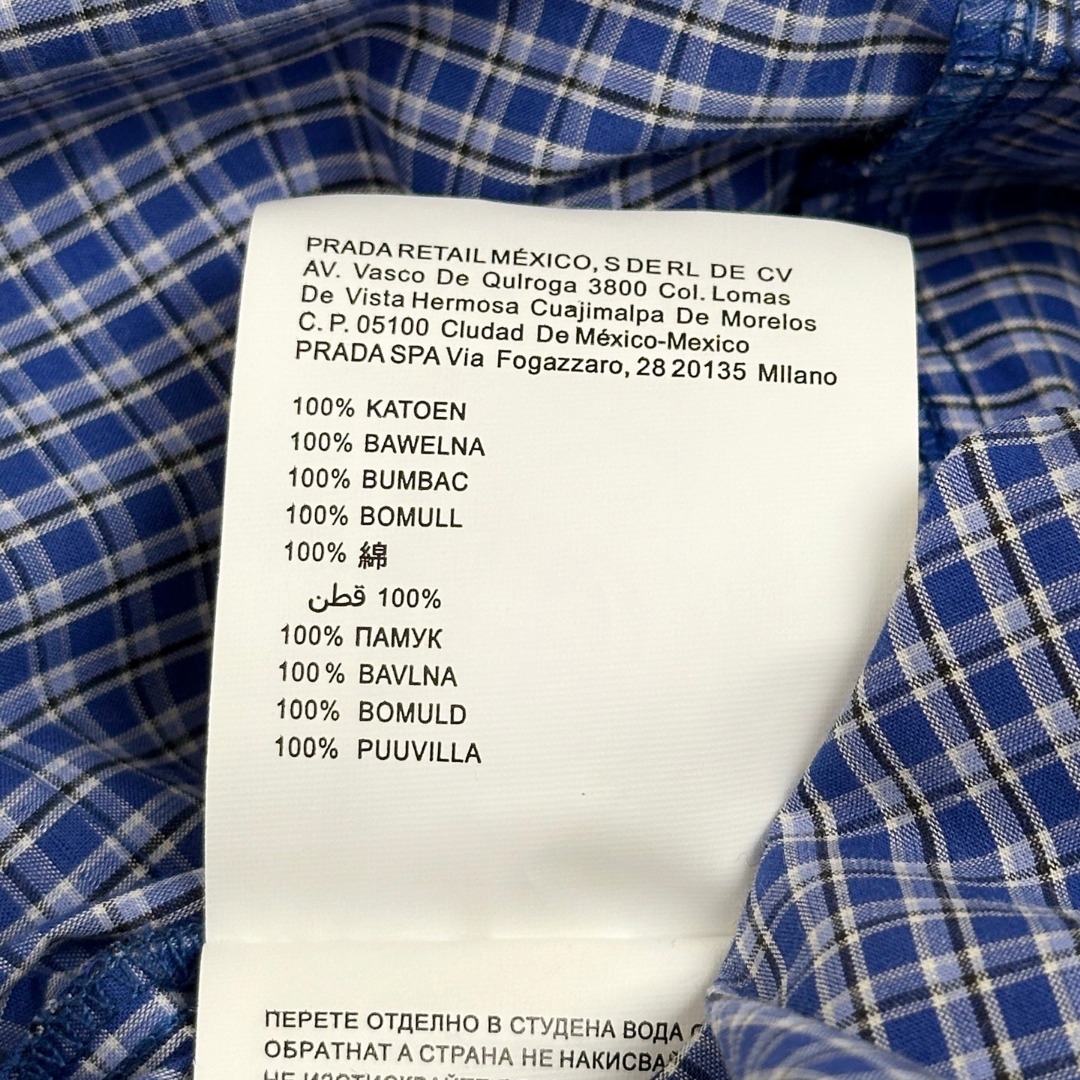 PRADA RETAIL MÉXICO, S DE RL DE CV
AV. Vasco De Qulroga 3800 Col. Lomas
De Vista Hermosa Cuajimalpa De Morelos
C. P. 05100 Cludad De México-Mexico
PRADA SPA Via Fogazzaro, 28 20135 MIlano
100% KATOEN
100% BAWELNA
100% BUMBAC
100% BOMULL
100% 綿
100% قطن
100% ПАМУК
100% BAVLNA
100% BOMULD
100% PUUVILLA
ПЕРЕТЕ ОТДЕЛНО В СТУДЕНА ВОДА
ОБРАТНАТ А СТРАНА НЕ